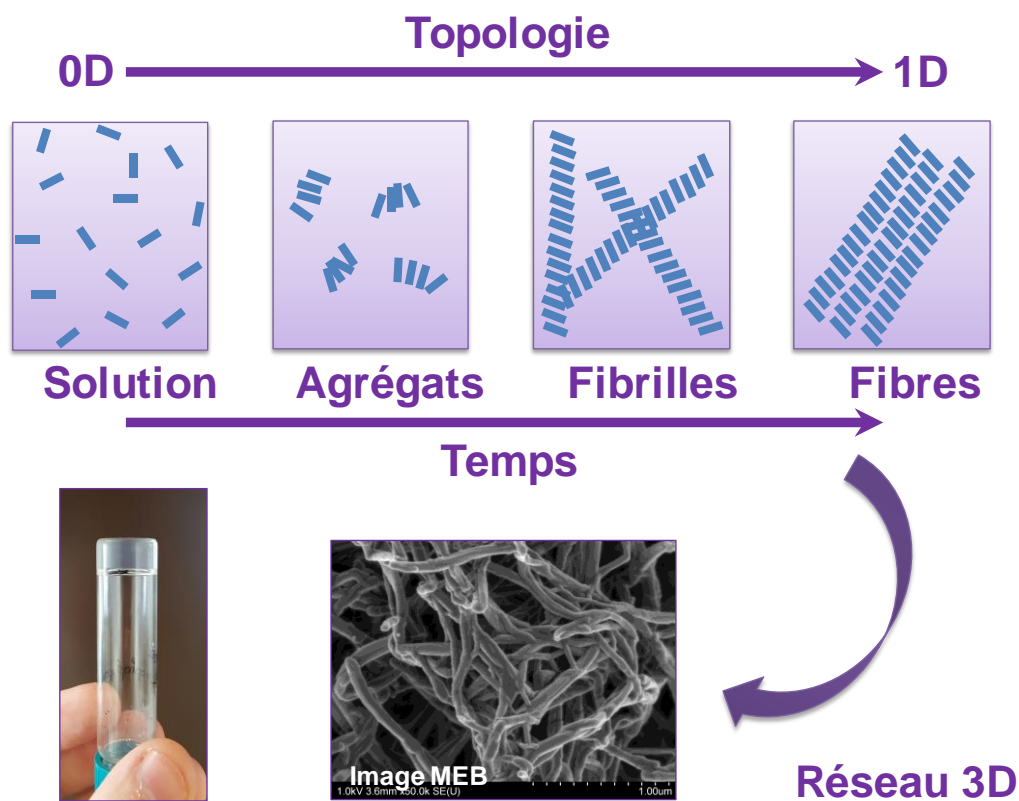 Topologie
0D
1D
Solution
Agrégats
Fibrilles
Fibres
Temps
Image MEB
1.0kV 3.6mm x50.0k SE(U)
1.00um
Réseau 3D